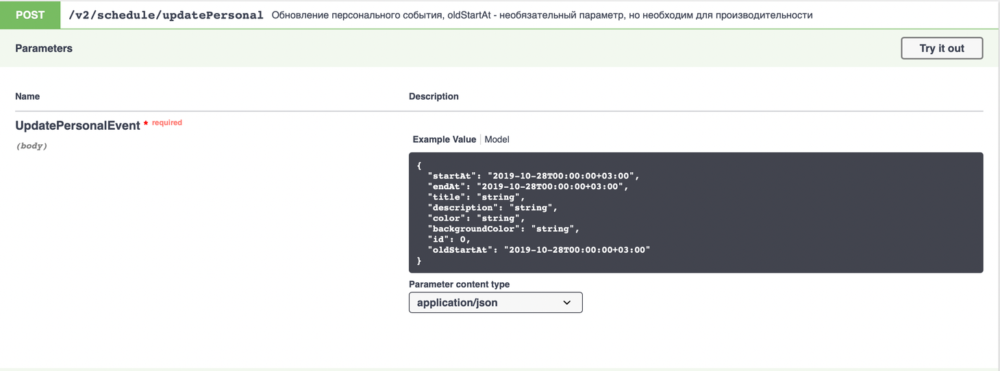 POST /v2/schedule/updatePersonal Обновление персонального события, oldStartAt - необязательный параметр, но необходим для производительности
Parameters Try it out
Name Description
UpdatePersonalEvent * required
(body)
Example Value Model
{
"startAt": "2019-10-28T00:00:00+03:00",
"endAt": "2019-10-28T00:00:00+03:00",
"title": "string",
"description": "string",
"color": "string",
"backgroundColor": "string",
"id": 0,
"oldStartAt": "2019-10-28T00:00:00+03:00"
}
Parameter content type
application/json